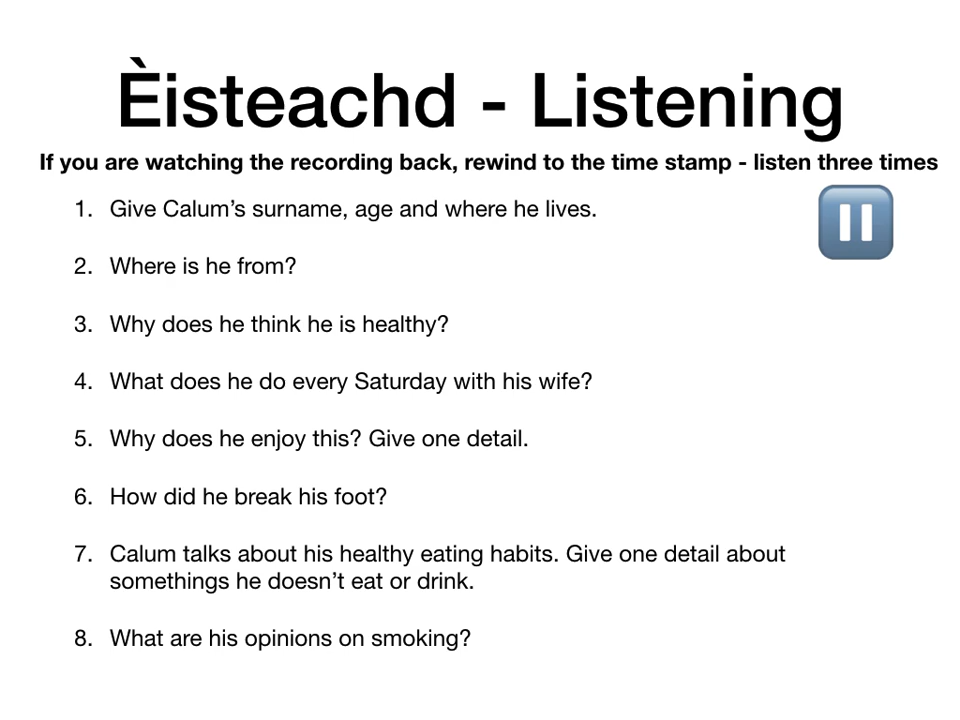 Èisteachd - Listening
If you are watching the recording back, rewind to the time stamp - listen three times
1. Give Calum’s surname, age and where he lives.
2. Where is he from?
3. Why does he think he is healthy?
4. What does he do every Saturday with his wife?
5. Why does he enjoy this? Give one detail.
6. How did he break his foot?
7. Calum talks about his healthy eating habits. Give one detail about
somethings he doesn’t eat or drink.
8. What are his opinions on smoking?